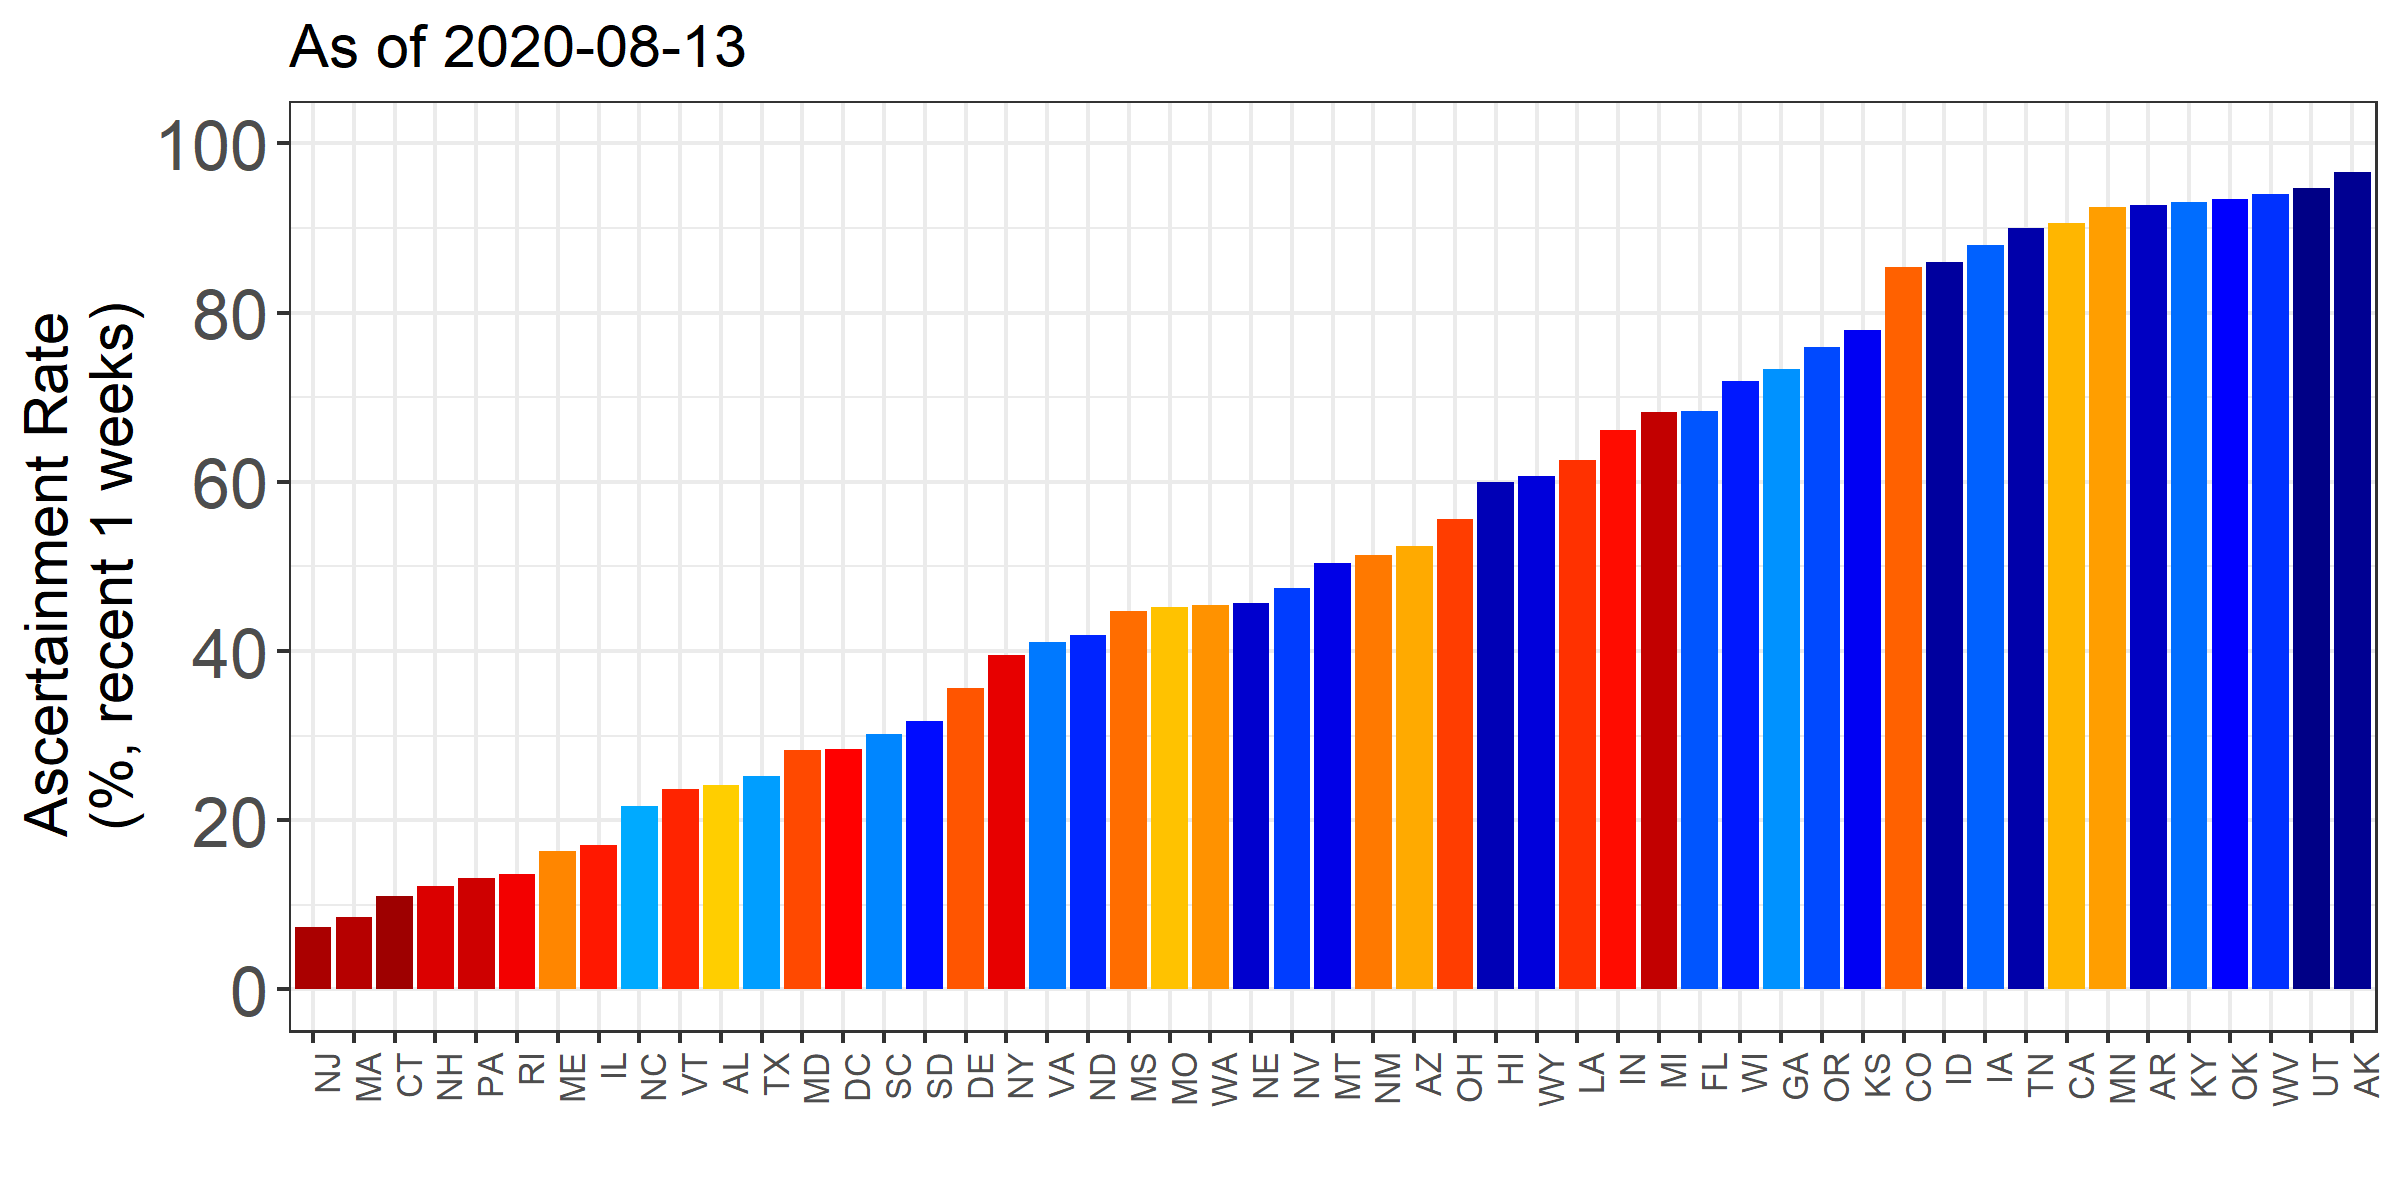 As of 2020-08-13
Ascertainment Rate
(%, recent 1 weeks)
100
80
60
40
20
0
NJ
MA
CT
NH
PA
RI
ME
IL
NC
VT
AL
TX
MD
DC
SC
SD
DE
NY
VA
ND
MS
MO
WA
NE
NV
MT
NM
AZ
OH
HI
WY
LA
IN
MI
FL
WI
GA
OR
KS
CO
ID
IA
TN
CA
MN
AR
KY
OK
WV
UT
AK